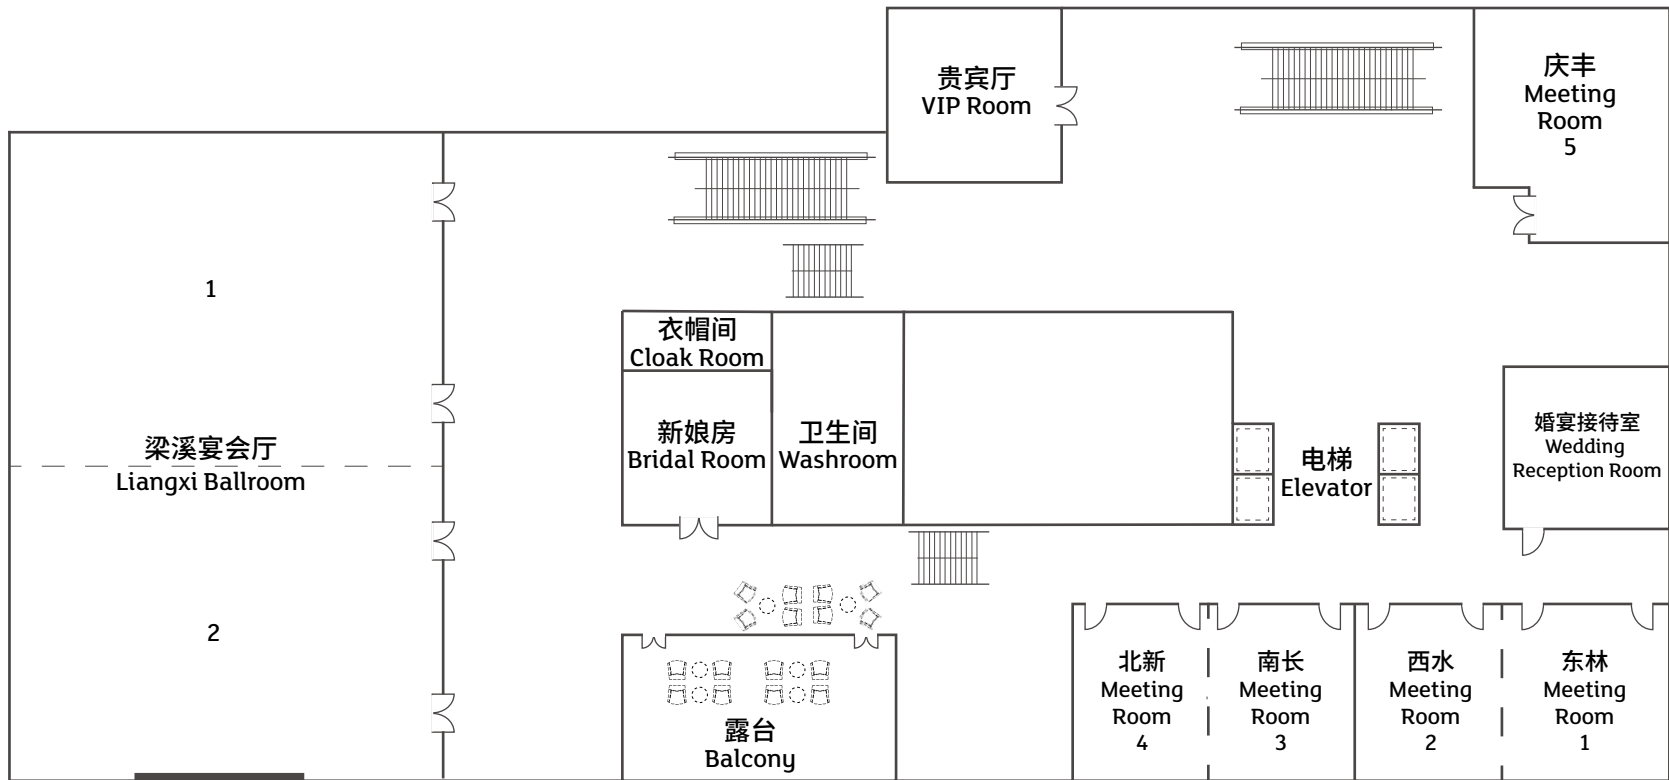 贵宾厅
VIP Room
庆丰
Meeting
Room
5
1
梁溪宴会厅
Liangxi Ballroom
2
衣帽间
Cloak Room
新娘房
Bridal Room
卫生间
Washroom
电梯
Elevator
婚宴接待室
Wedding
Reception Room
露台
Balcony
北新
Meeting
Room
4
南长
Meeting
Room
3
西水
Meeting
Room
2
东林
Meeting
Room
1